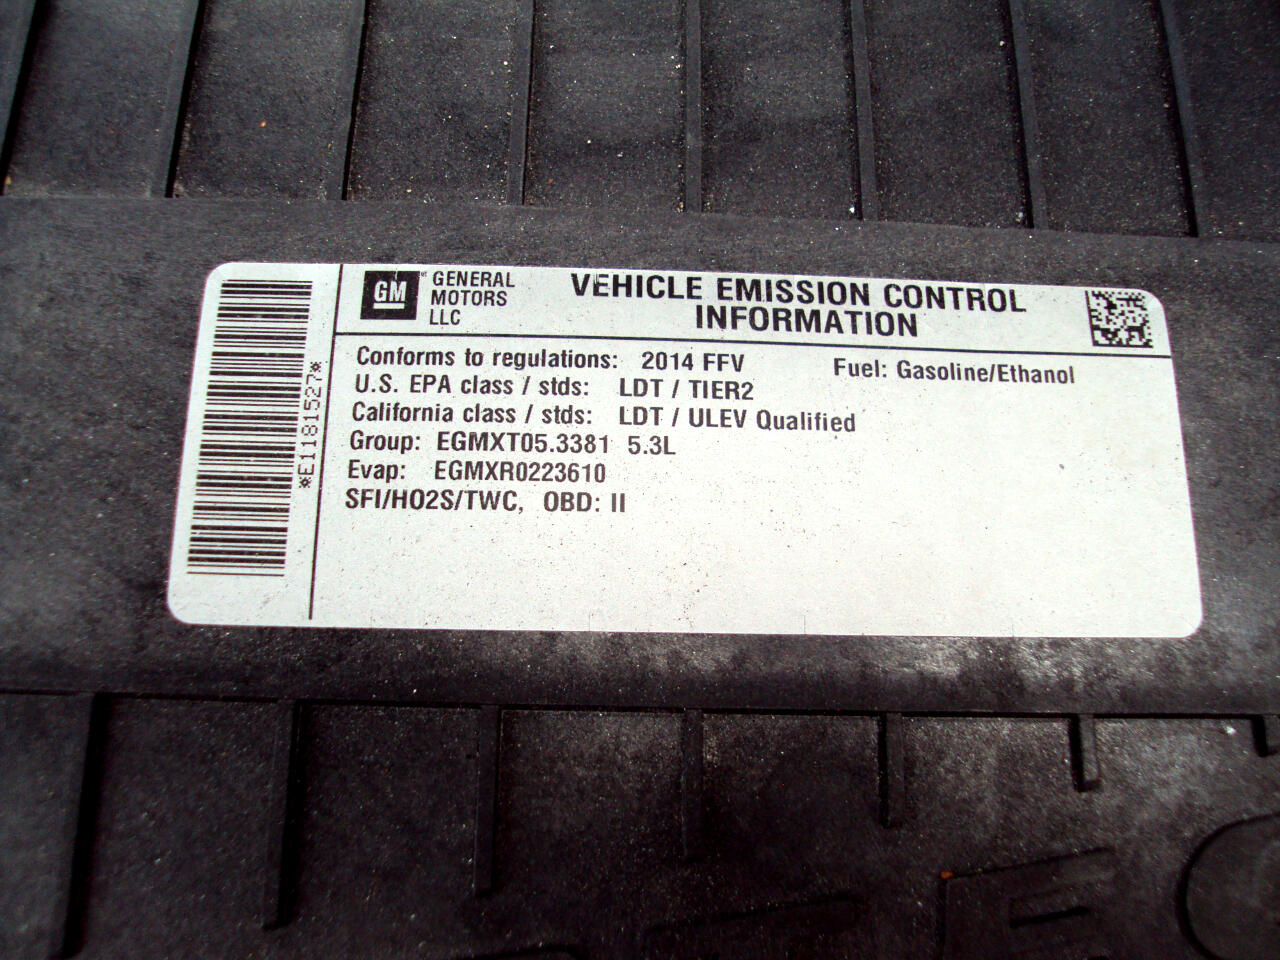 GM
GENERAL
MOTORS
LLC
VEHICLE EMISSION CONTROL
INFORMATION
Conforms to regulations: 2014 FFV Fuel: Gasoline/Ethanol
U.S. EPA class / stds: LDT / TIER2
California class / stds: LDT / ULEV Qualified
Group: EGMXT05.3381 5.3L
Evap: EGMXR0223610
SFI/HO2S/TWC, OBD: II
*E1181527*